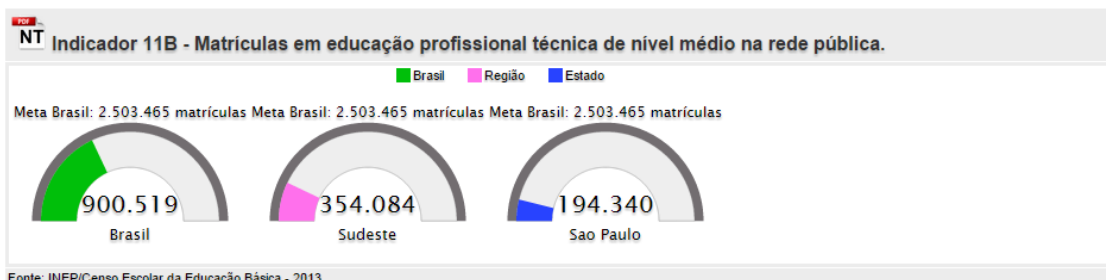 PDF
NT
Indicador 11B - Matrículas em educação profissional técnica de nível médio na rede pública.
Brasil Região Estado
Meta Brasil: 2.503.465 matrículas Meta Brasil: 2.503.465 matrículas Meta Brasil: 2.503.465 matrículas
900.519 354.084 194.340
Brasil Sudeste Sao Paulo
Fonte: INEP/Censo Escolar da Educação Básica - 2013